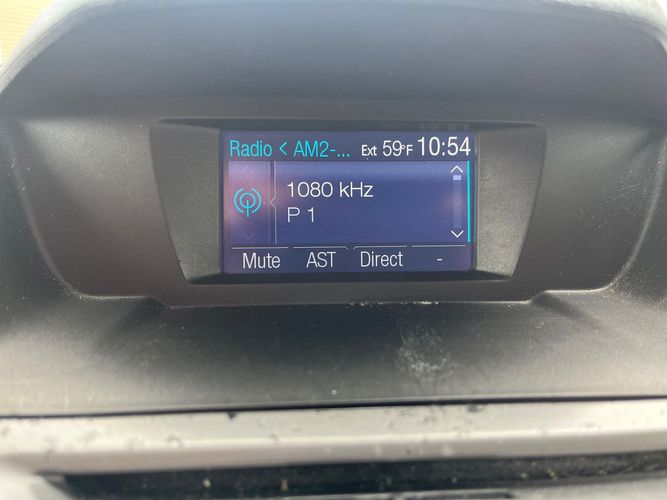 Radio < AM2-... Ext 59°F 10:54
1080 kHz
P 1
Mute AST Direct -